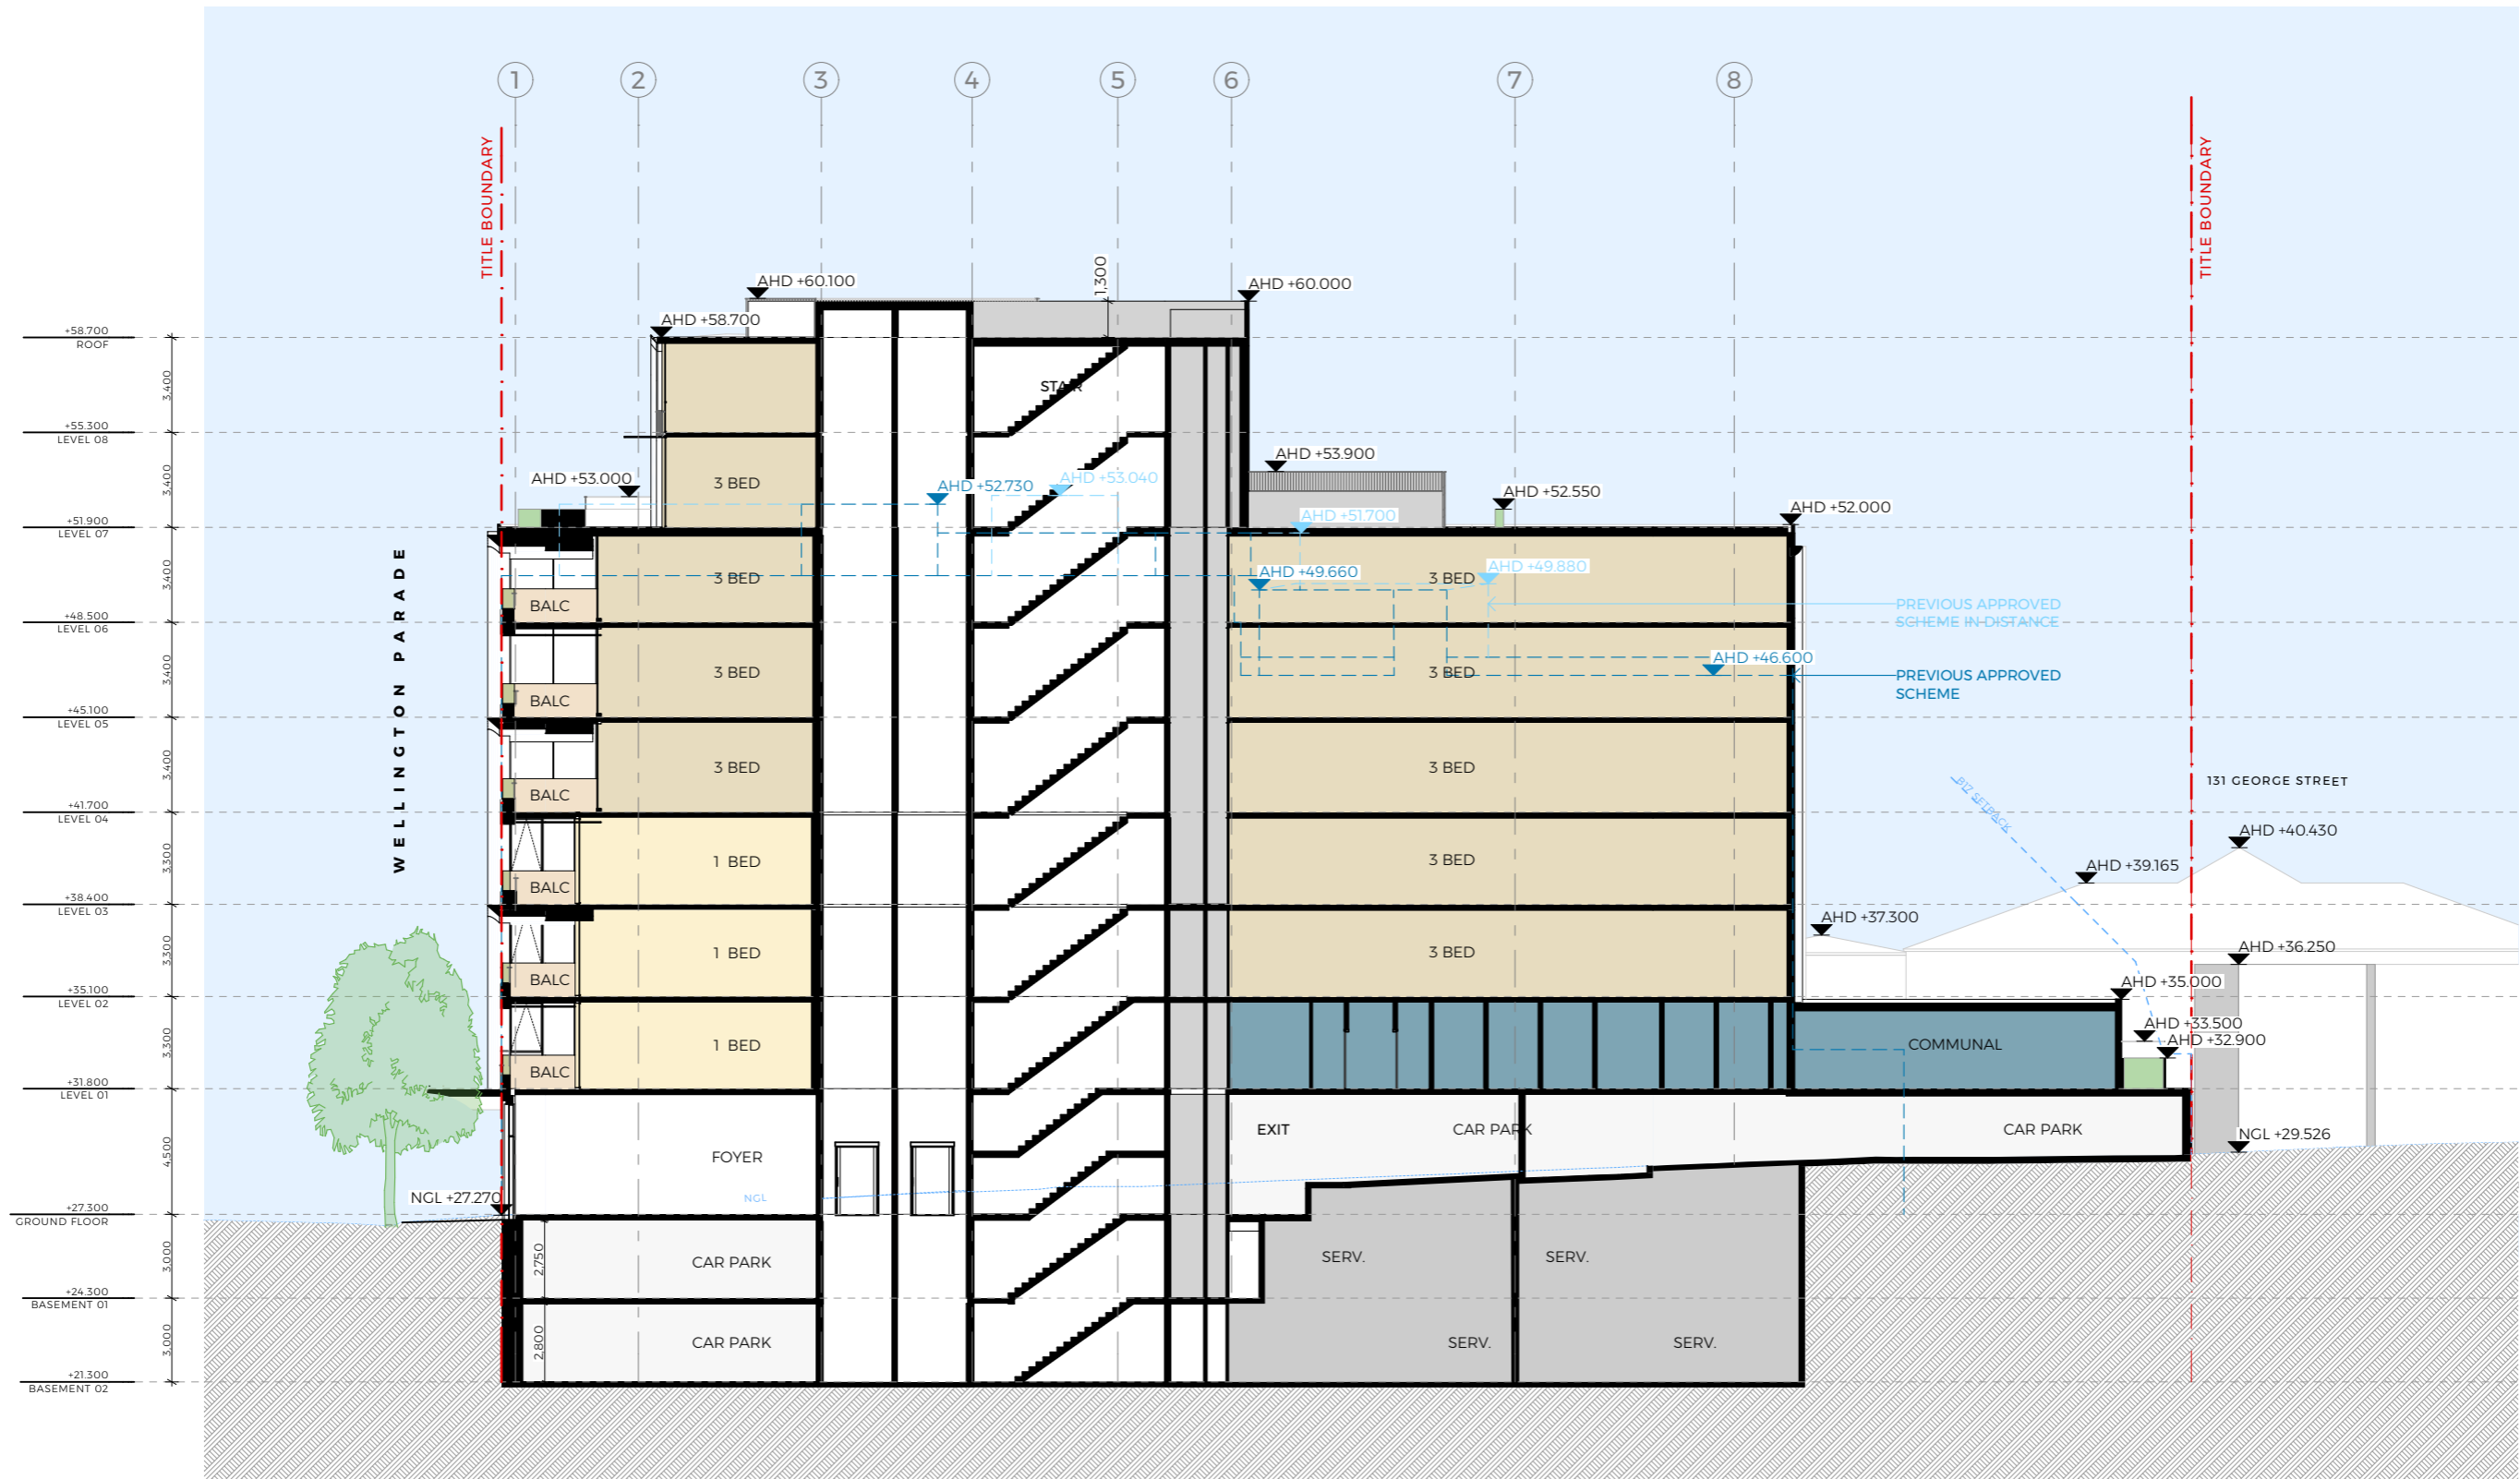 1
2
3
4
5
6
7
8
TITLE BOUNDARY
TITLE BOUNDARY
AHD +60.100
1,300
AHD +60.000
AHD +58.700
+58.700
ROOF
3,400
STAIR
+55.300
LEVEL 08
3,400
AHD +53.900
AHD +53.000
3 BED
AHD +52.730
AHD +53.040
AHD +52.550
AHD +52.000
AHD +51.700
+51.900
LEVEL 07
3,400
3 BED
AHD +49.660
AHD +49.880
3 BED
BALC
PREVIOUS APPROVED
SCHEME IN DISTANCE
+48.500
LEVEL 06
3,400
3 BED
3 BED
AHD +46.600
PREVIOUS APPROVED
SCHEME
BALC
WELLINGTON PARADE
+45.100
LEVEL 05
3,400
3 BED
3 BED
BALC
131 GEORGE STREET
B17 SETBACK
+41.700
LEVEL 04
3,300
AHD +40.430
1 BED
3 BED
AHD +39.165
BALC
+38.400
LEVEL 03
3,300
AHD +37.300
1 BED
3 BED
AHD +36.250
BALC
AHD +35.000
+35.100
LEVEL 02
3,300
AHD +33.500
AHD +32.900
1 BED
COMMUNAL
BALC
+31.800
LEVEL 01
4,500
EXIT
CAR PARK
CAR PARK
NGL +29.526
FOYER
NGL +27.270
NGL
+27.300
GROUND FLOOR
3,000
2,750
CAR PARK
SERV.
SERV.
+24.300
BASEMENT 01
3,000
2,800
CAR PARK
SERV.
SERV.
+21.300
BASEMENT 02